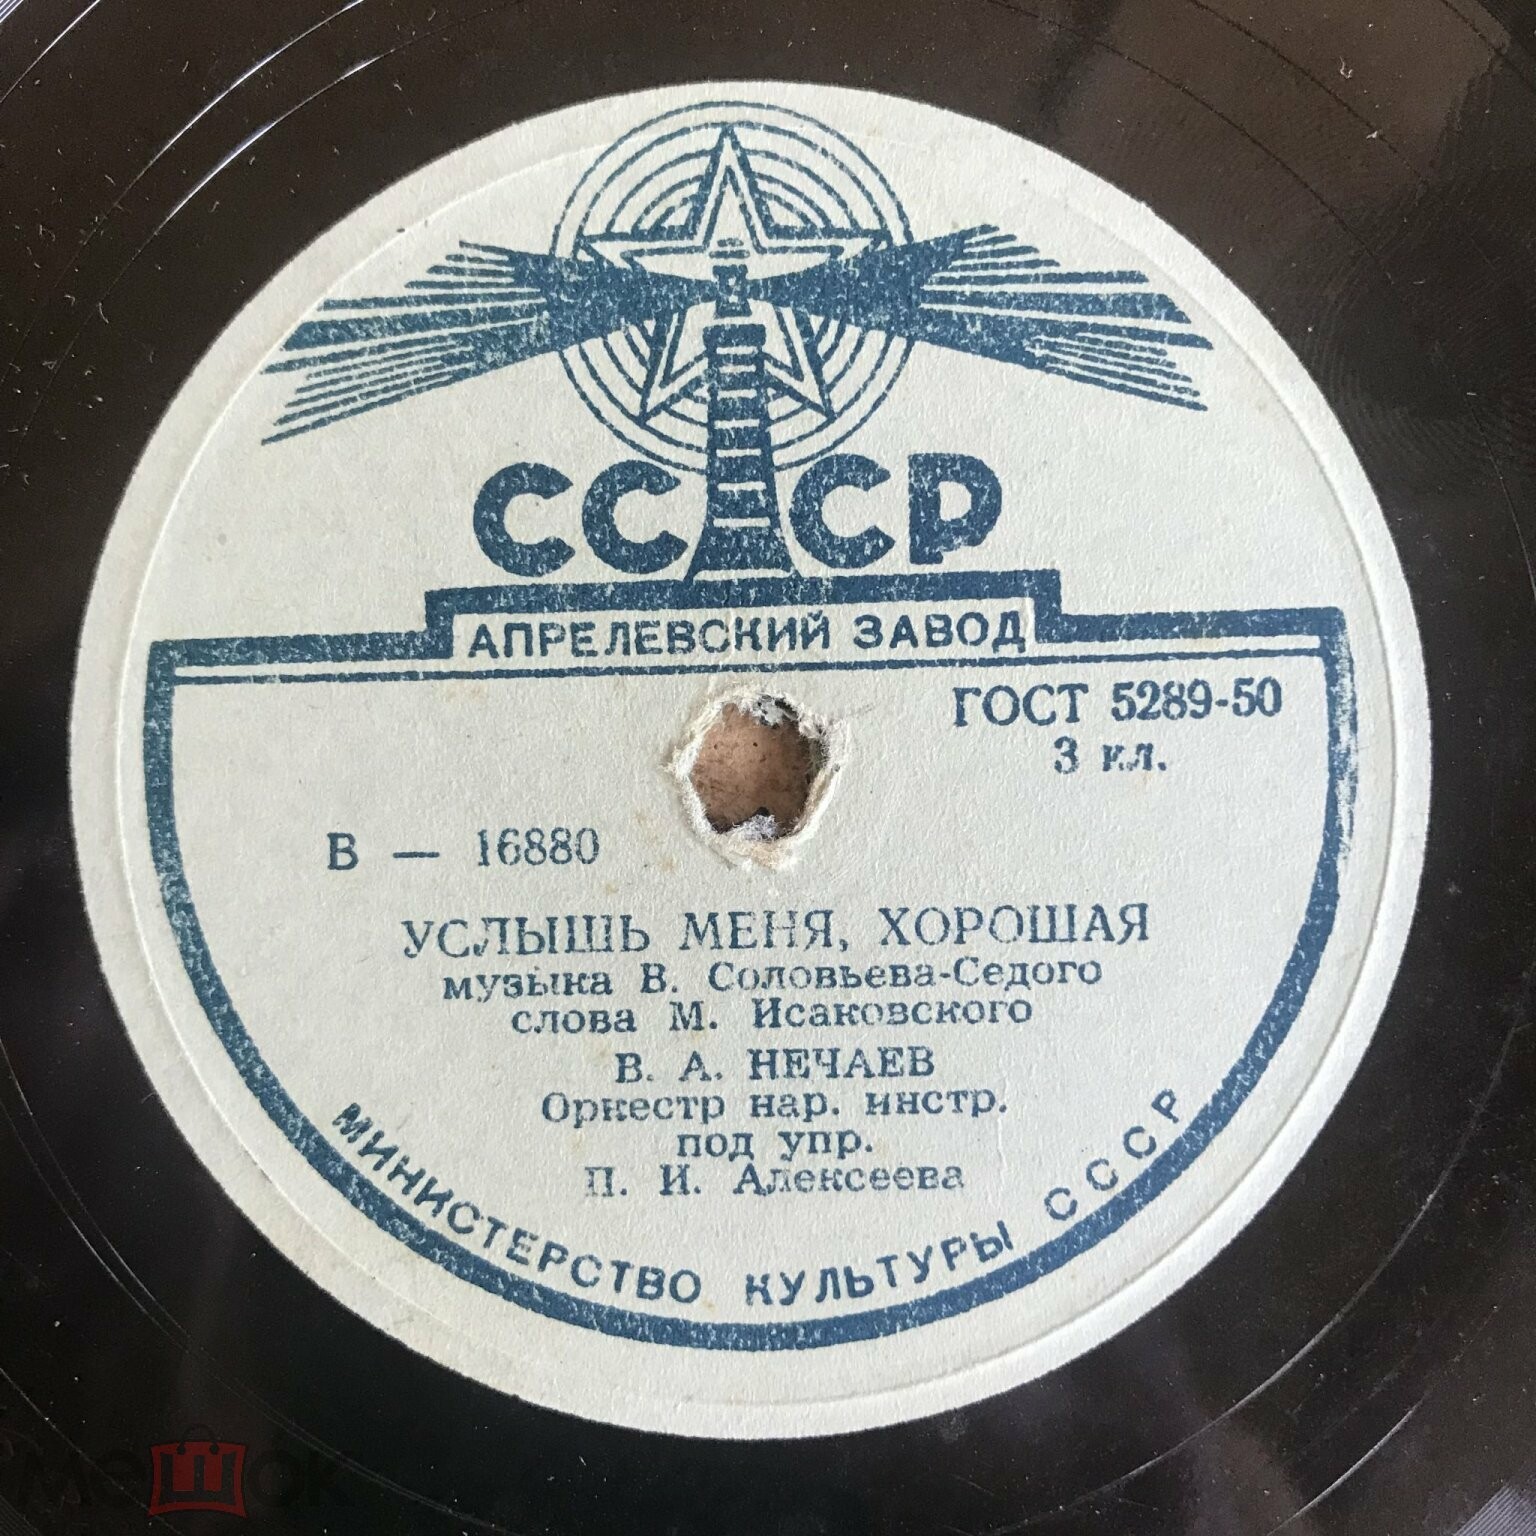 СССР
АПРЕЛЕВСКИЙ ЗАВОД
ГОСТ 5289-50
3 кл.
В — 16880
УСЛЫШЬ МЕНЯ, ХОРОШАЯ
музыка В. Соловьева-Седого
слова М. Исаковского
В. А. НЕЧАЕВ
Оркестр нар. инстр.
под упр.
П. И. Алексеева
МИНИСТЕРСТВО КУЛЬТУРЫ СССР
мешок